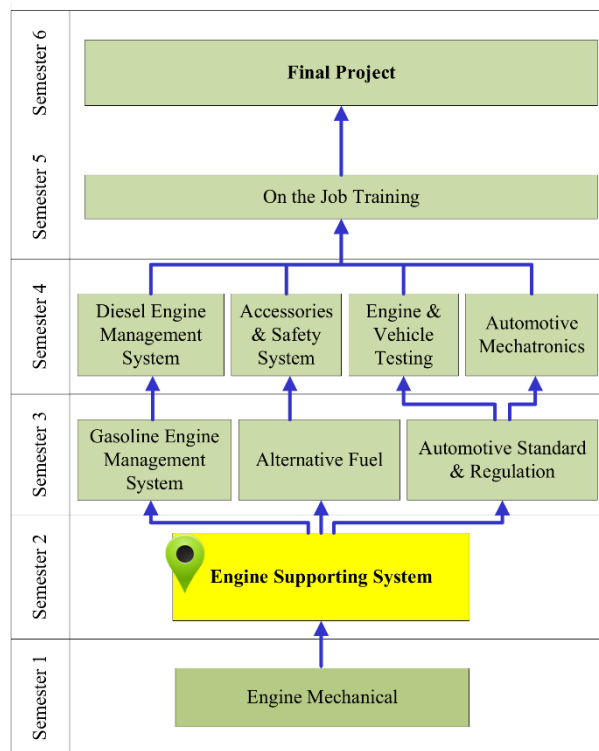 Semester 6
Final Project
Semester 5
On the Job Training
Semester 4
Diesel Engine
Management
System
Accessories
& Safety
System
Engine &
Vehicle
Testing
Automotive
Mechatronics
Semester 3
Gasoline Engine
Management
System
Alternative Fuel
Automotive Standard
& Regulation
Semester 2
Engine Supporting System
Semester 1
Engine Mechanical